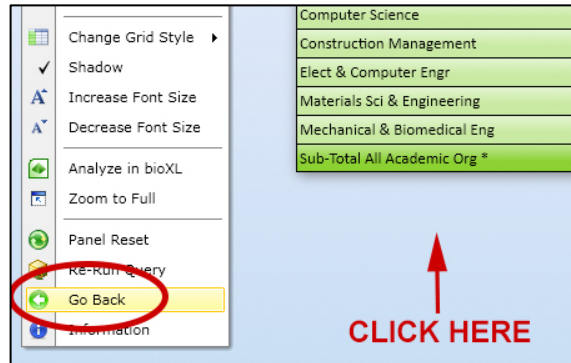 Change Grid Style
Shadow
Increase Font Size
Decrease Font Size
Analyze in bioXL
Zoom to Full
Panel Reset
Re-Run Query
Go Back
Information
Computer Science
Construction Management
Elect & Computer Engr
Materials Sci & Engineering
Mechanical & Biomedical Eng
Sub-Total All Academic Org *
CLICK HERE